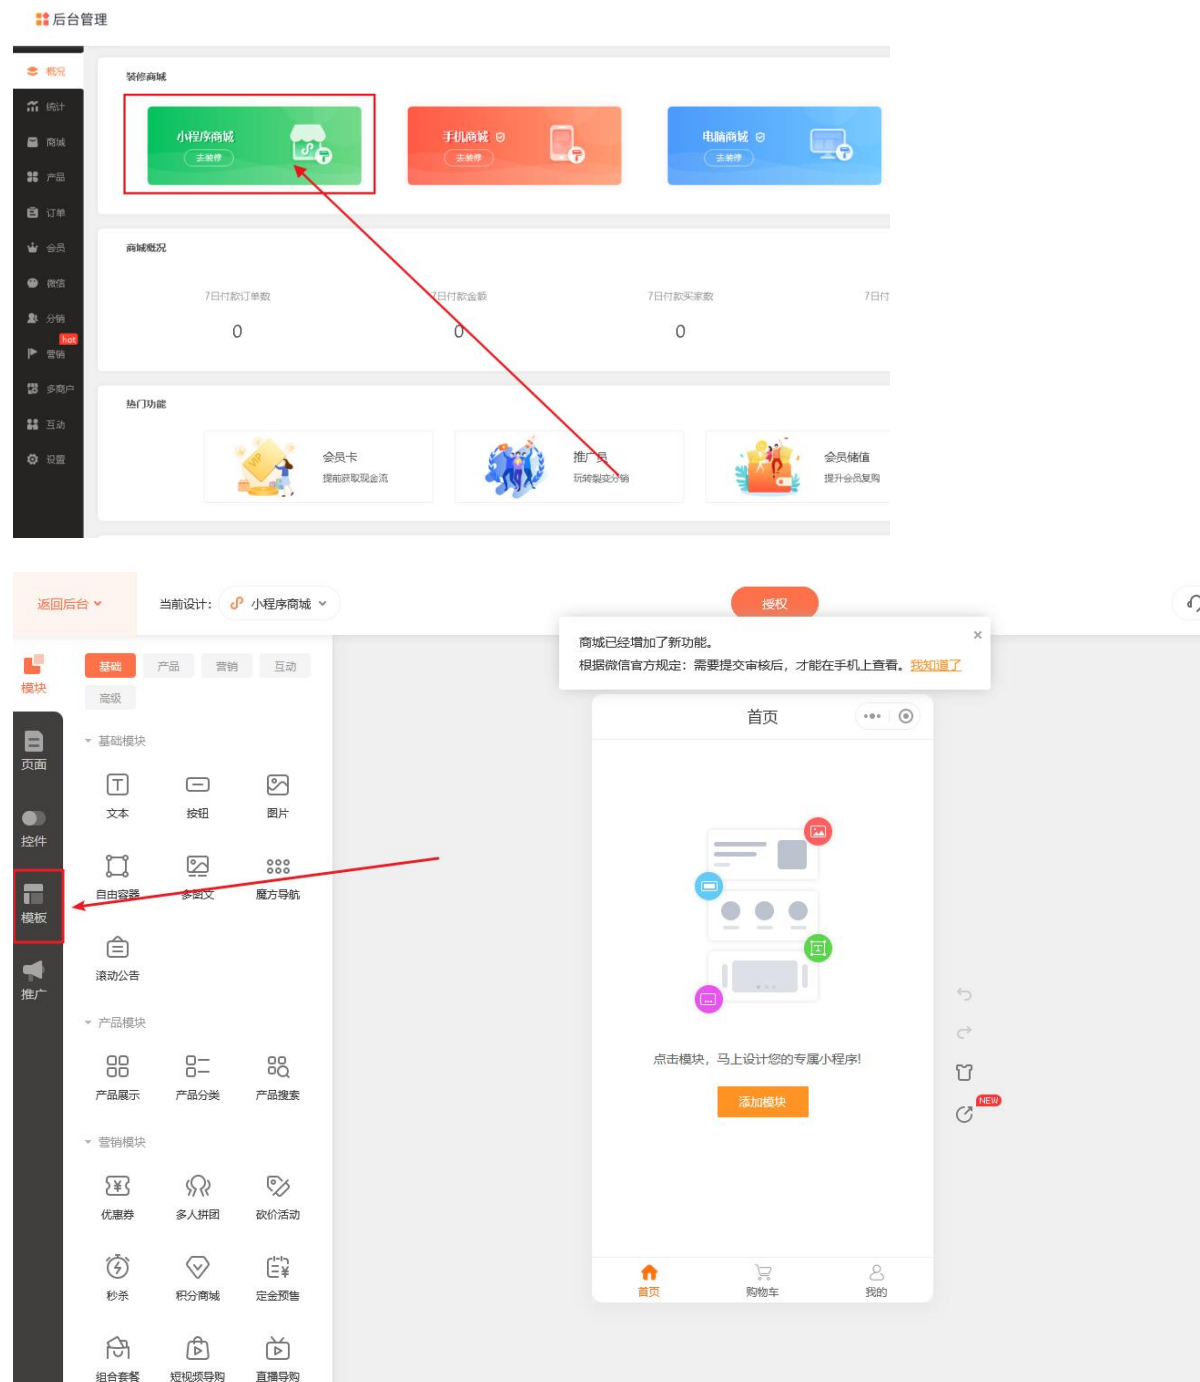 后台管理
概况
统计
商城
产品
订单
会员
微信
分销
hot
营销
多商户
互动
设置
装修商城
小程序商城
去装修
手机商城
去装修
电脑商城
去装修
商城概况
7日付款订单数
7日付款金额
7日付款买家数
7日付
0
0
0
热门功能
VIP
会员卡
提前获取现金流
推广员
玩转裂变分销
会员储值
提升会员复购
返回后台
当前设计：
小程序商城
授权
商城已经增加了新功能。
根据微信官方规定：需要提交审核后，才能在手机上查看。我知道了
模块
页面
控件
模板
推广
基础
产品
营销
互动
高级
基础模块
文本
按钮
图片
自由容器
多图文
魔方导航
滚动公告
产品模块
产品展示
产品分类
产品搜索
营销模块
优惠券
多人拼团
砍价活动
秒杀
积分商城
定金预售
组合套餐
短视频导购
直播导购
首页
点击模块，马上设计您的专属小程序!
添加模块
NEW
首页
购物车
我的